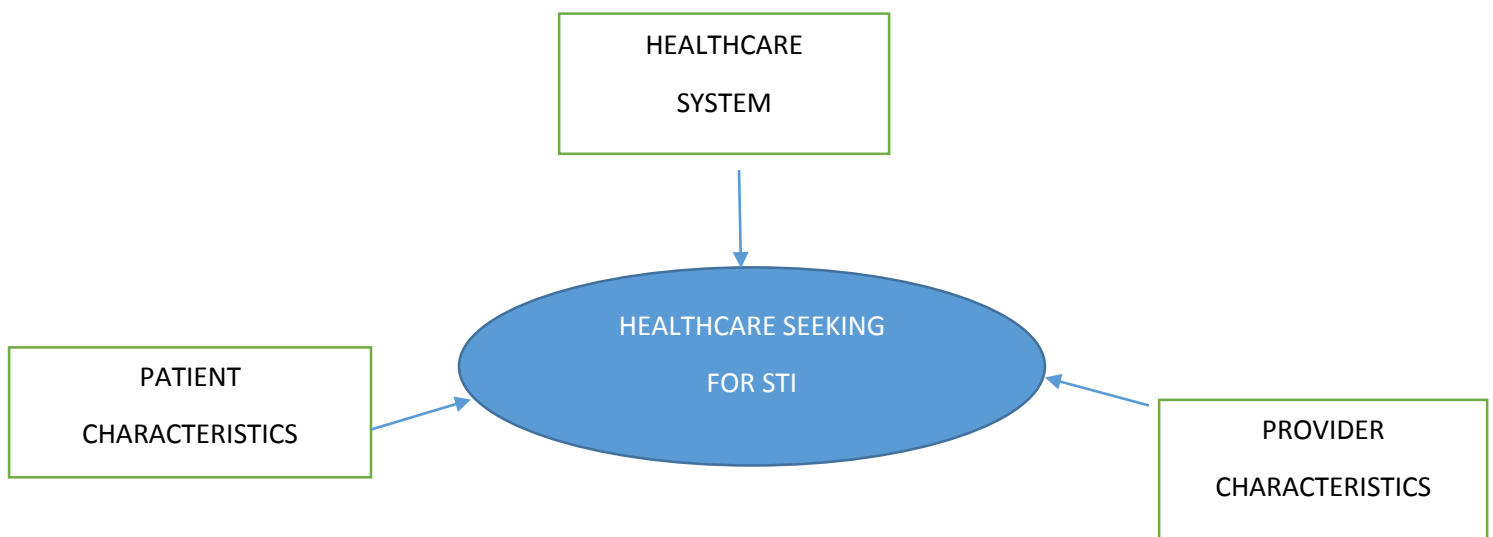 HEALTHCARE
SYSTEM
HEALTHCARE SEEKING
FOR STI
PATIENT
CHARACTERISTICS
PROVIDER
CHARACTERISTICS